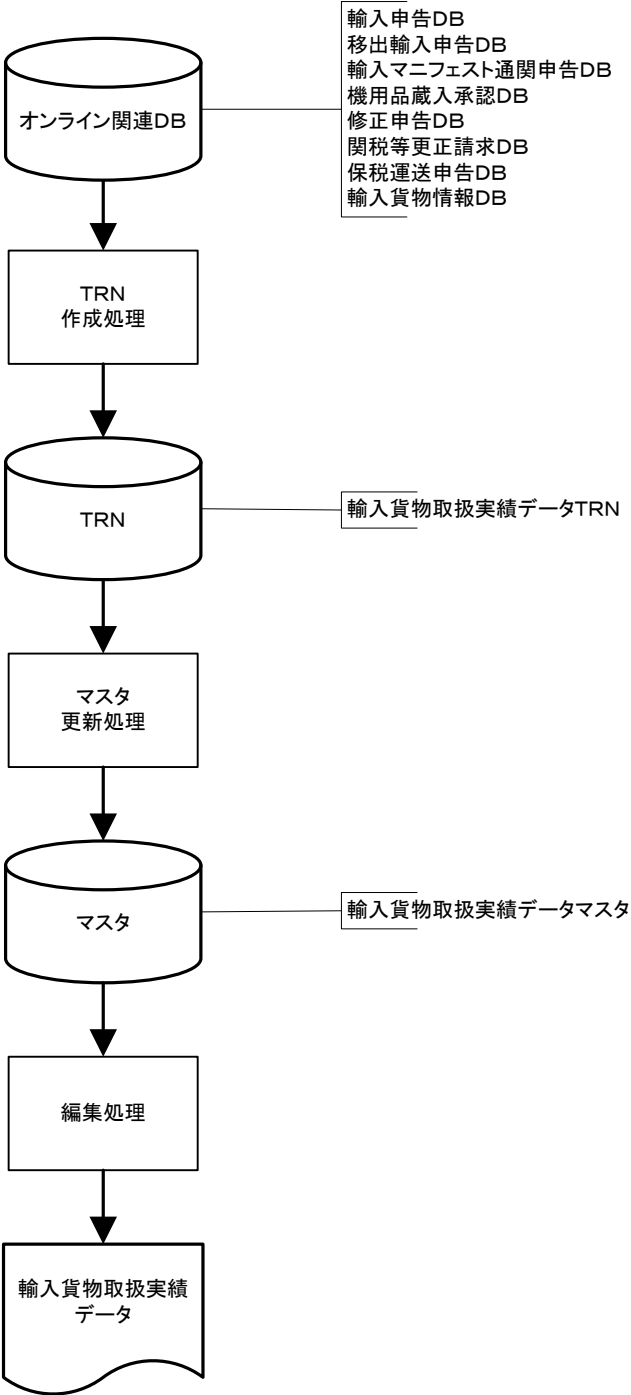 オンライン関連DB
輸入申告DB
移出輸入申告DB
輸入マニフェスト通関申告DB
機用品蔵入承認DB
修正申告DB
関税等更正請求DB
保税運送申告DB
輸入貨物情報DB
TRN
作成処理
TRN
輸入貨物取扱実績データTRN
マスタ
更新処理
マスタ
輸入貨物取扱実績データマスタ
編集処理
輸入貨物取扱実績
データ